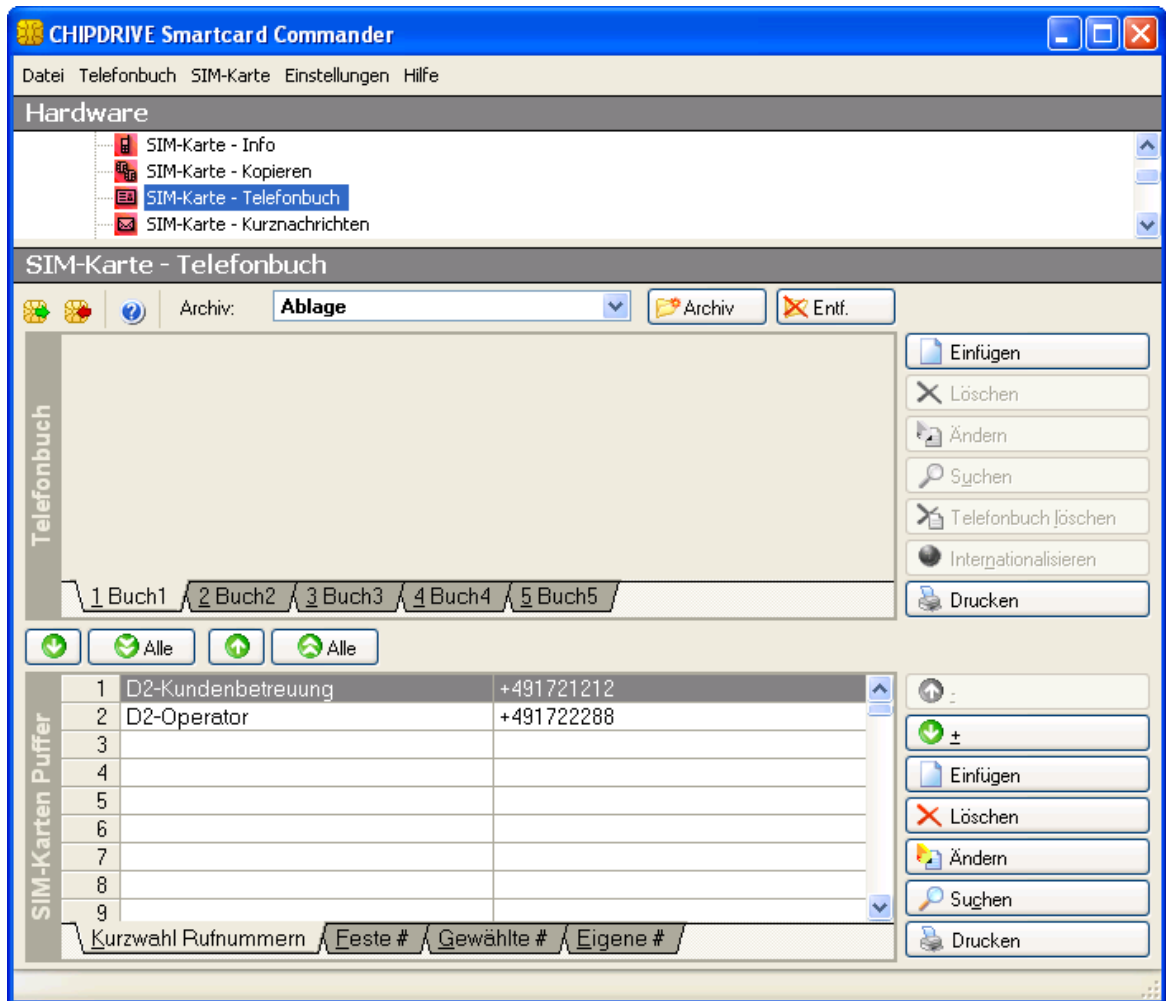 CHIPDRIVE Smartcard Commander
Datei Telefonbuch SIM-Karte Einstellungen Hilfe
Hardware
SIM-Karte - Info
SIM-Karte - Kopieren
SIM-Karte - Telefonbuch
SIM-Karte - Kurznachrichten
SIM-Karte - Telefonbuch
Archiv: Ablage Archiv Entf.
Telefonbuch
Einfügen
Löschen
Ändern
Suchen
Telefonbuch löschen
Internationalisieren
Drucken
1 Buch1 2 Buch2 3 Buch3 4 Buch4 5 Buch5
Alle Alle
SIM-Karten Puffer
1 D2-Kundenbetreuung +491721212
2 D2-Operator +491722288
3
4
5
6
7
8
9
Kurzwahl Rufnummern Feste # Gewählte # Eigene #
-
+
Einfügen
Löschen
Ändern
Suchen
Drucken